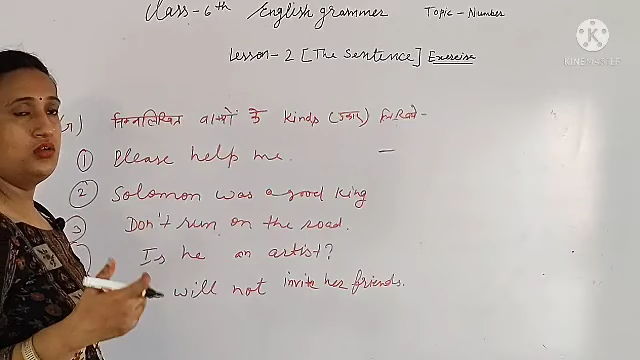 Class - 6th /English grammer Topic - Number
Lesson - 2 [The Sentence] Exercise
निम्नलिखित वाक्यों के Kinds (प्रकार) लिखिये -
① Please help me. —
② Solomon was a good King
③ Don't run on the road.
Is he an artist?
will not invite her friends.
KINEMASTER